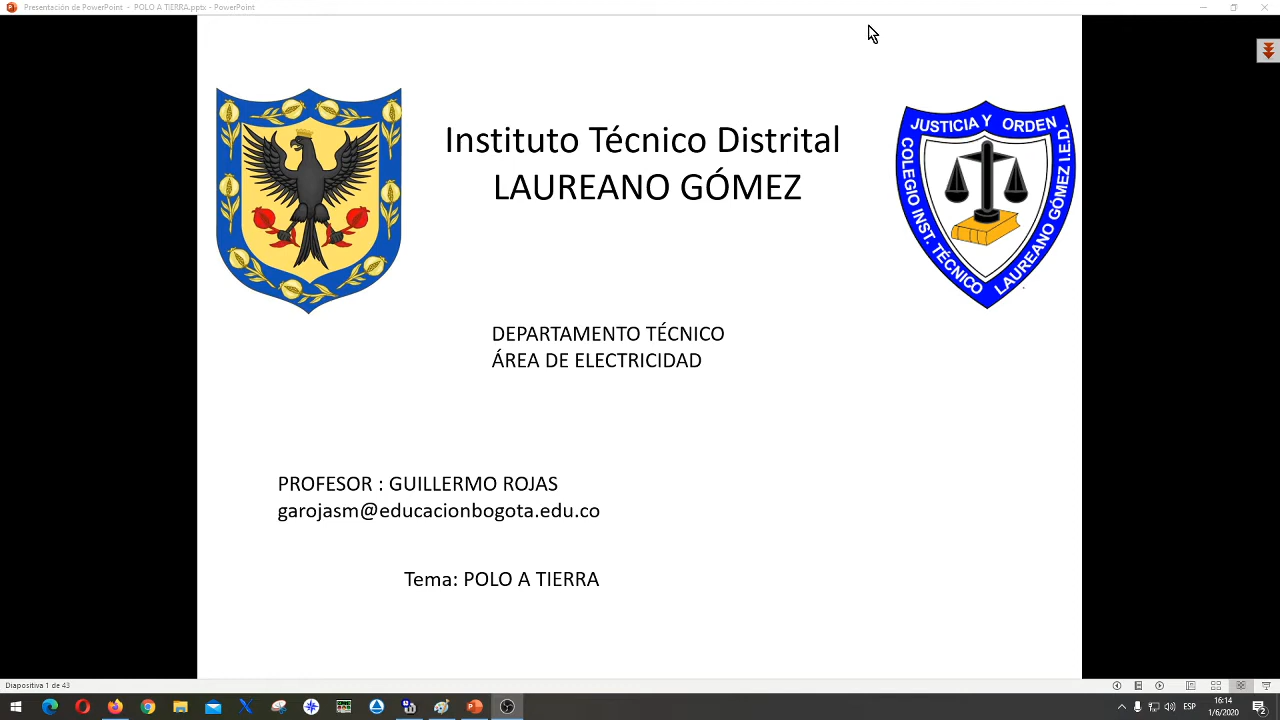 Presentación de PowerPoint - POLO A TIERRA.ppts - PowerPoint
Instituto Técnico Distrital
LAUREANO GÓMEZ
JUSTICIA Y ORDEN
COLEGIO INST. TÉCNICO
LAUREANO GÓMEZ I.E.D.
DEPARTAMENTO TÉCNICO
ÁREA DE ELECTRICIDAD
PROFESOR : GUILLERMO ROJAS
garojasm@educacionbogota.edu.co
Tema: POLO A TIERRA
Diapositiva 1 de 43
ESP
16:14
1/6/2020